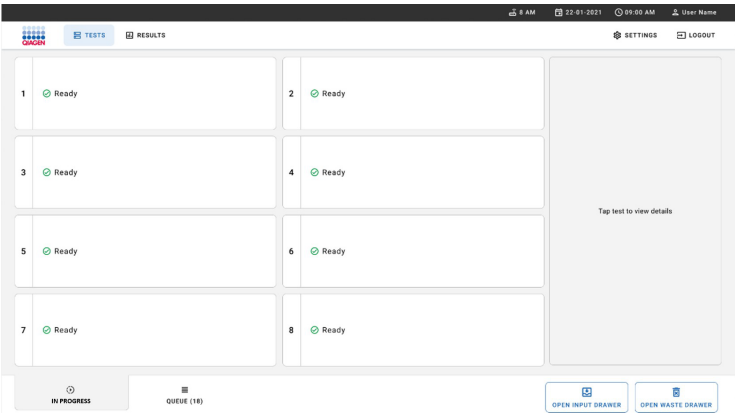 8 AM 22-01-2021 09:00 AM User Name
QIAGEN TESTS RESULTS SETTINGS LOGOUT
1 Ready
2 Ready
3 Ready
4 Ready
Tap test to view details
5 Ready
6 Ready
7 Ready
8 Ready
IN PROGRESS
QUEUE (18)
OPEN INPUT DRAWER
OPEN WASTE DRAWER